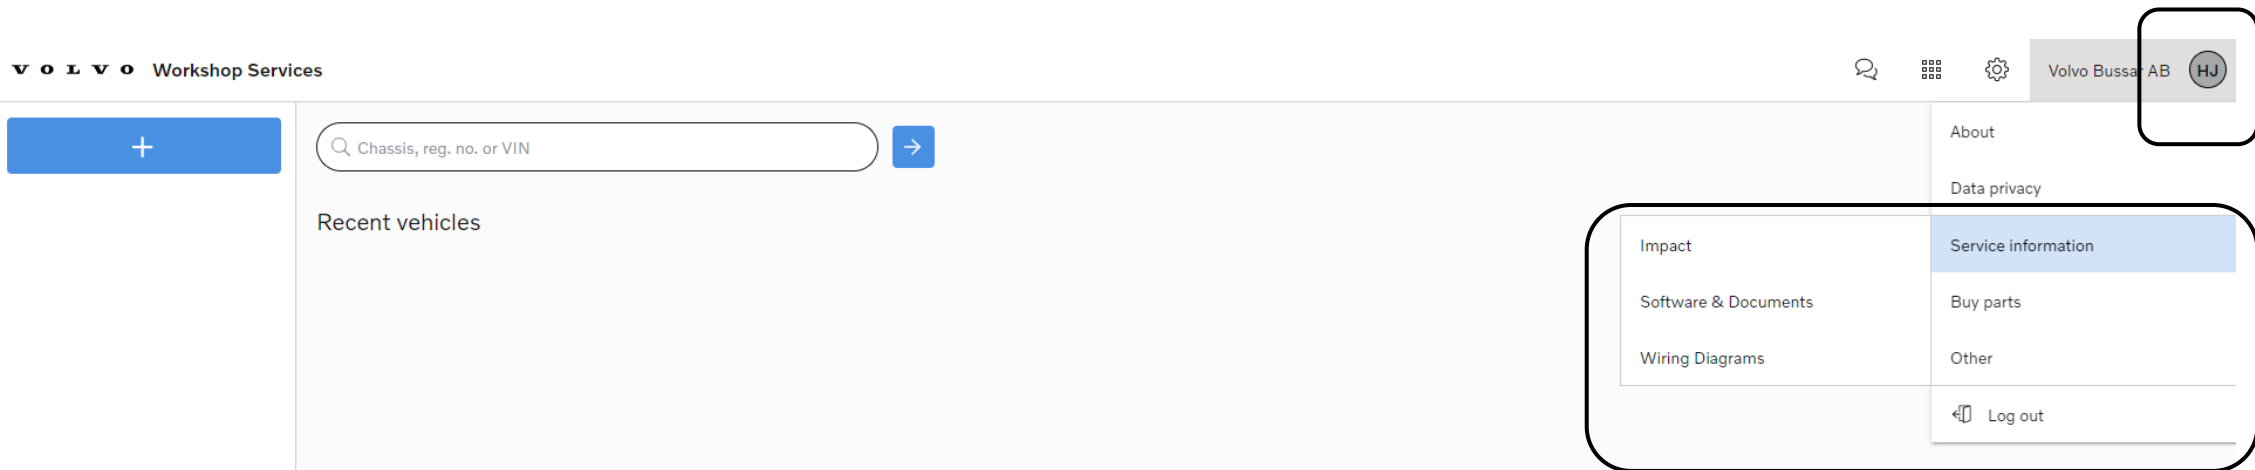 VOLVO Workshop Services
Volvo Bussar AB HJ
Chassis, reg. no. or VIN
Recent vehicles
About
Data privacy
Service information
Buy parts
Other
Log out
Impact
Software & Documents
Wiring Diagrams